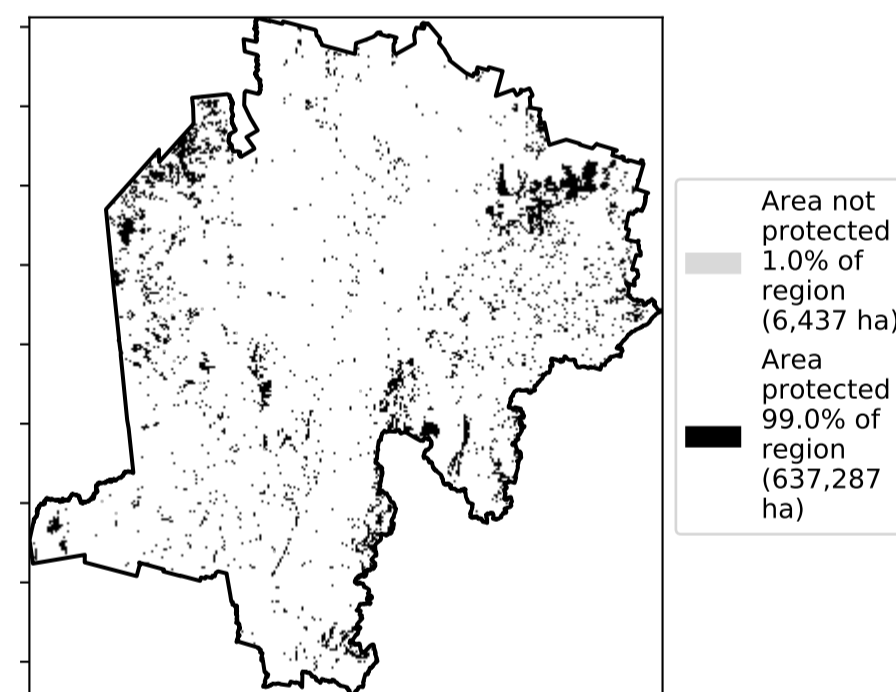 Area not
protected
1.0% of
region
(6,437 ha)
Area
protected
99.0% of
region
(637,287
ha)